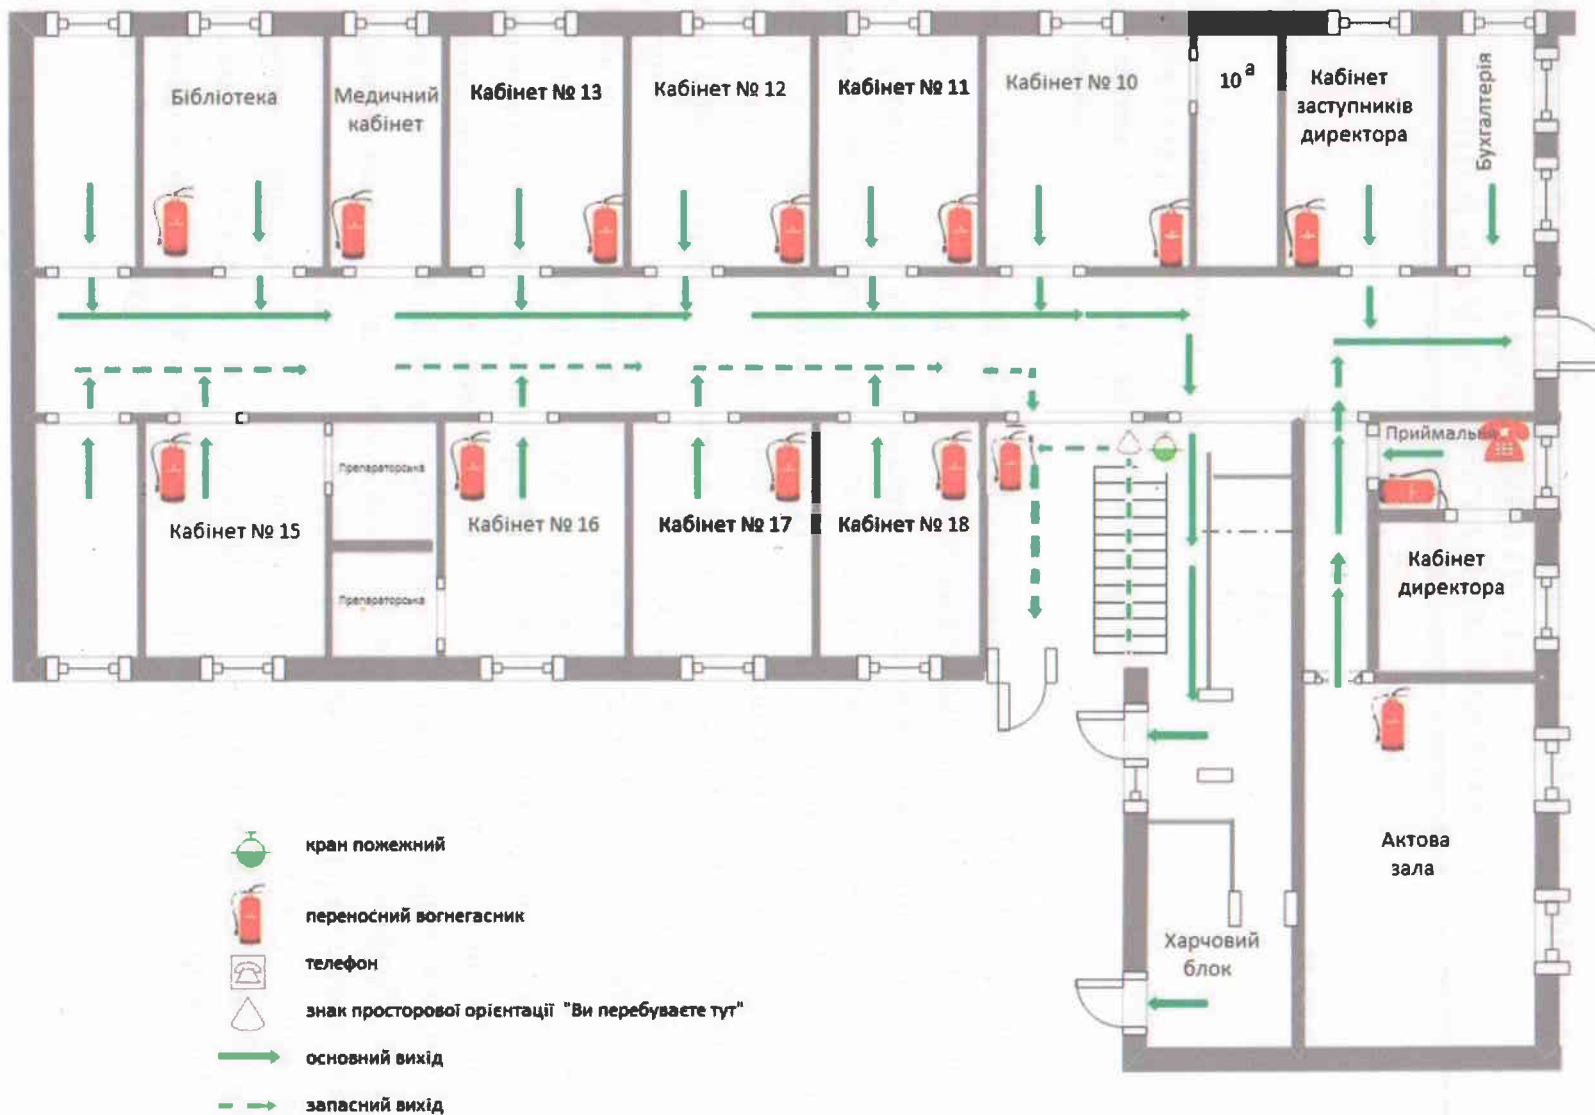 Бібліотека
Медичний
кабінет
Кабінет № 13
Кабінет № 12
Кабінет № 11
Кабінет № 10
10ª
Кабінет
заступників
директора
Бухгалтерія
Кабінет № 15
Препараторська
Препараторська
Кабінет № 16
Кабінет № 17
Кабінет № 18
Приймальня
Кабінет
директора
Актова
зала
Харчовий
блок
кран пожежний
переносний вогнегасник
телефон
знак просторової орієнтації "Ви перебуваєте тут"
основний вихід
запасний вихід